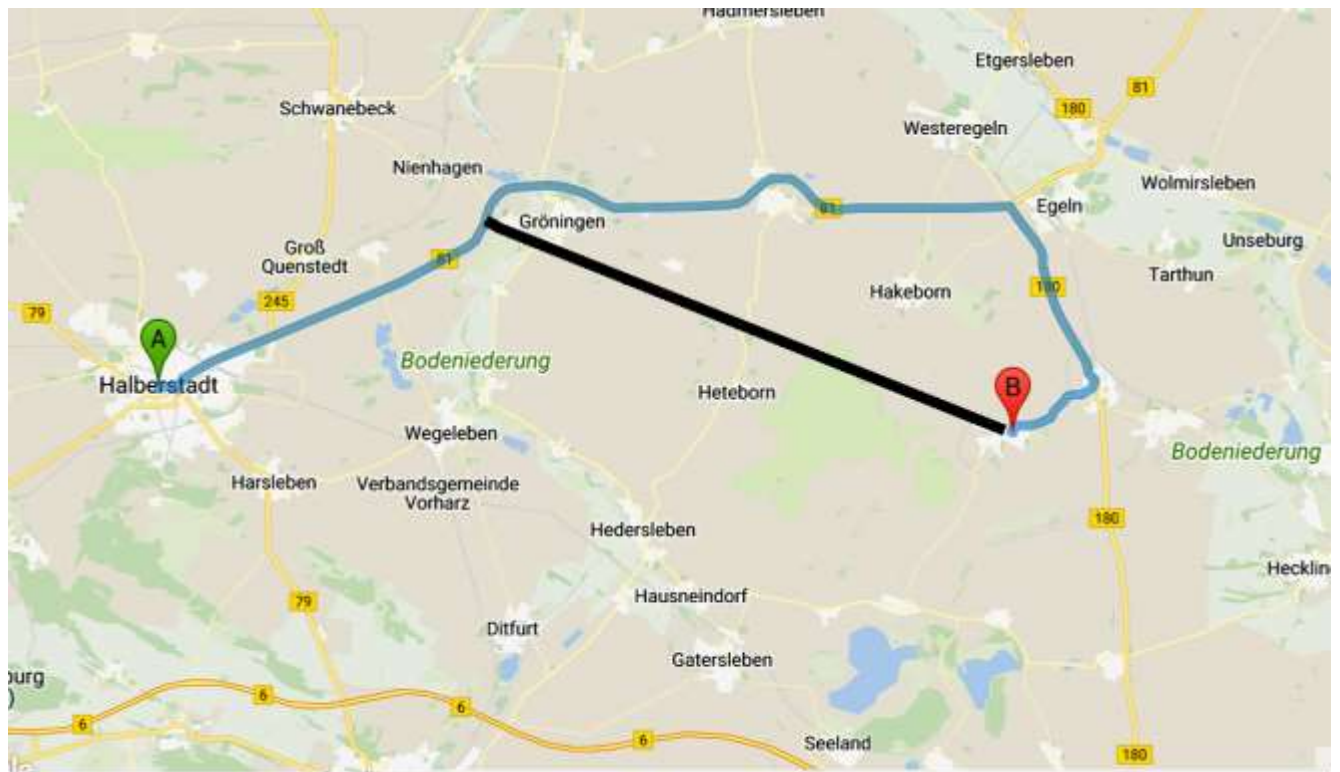 Hadmersleben
Etgersleben
81
180
Schwanebeck
Westeregeln
Nienhagen
Wolmirsleben
81
Egeln
Gröningen
Groß
Quenstedt
81
Unseburg
Tarthun
180
Hakeborn
245
79
A
Bodeniederung
Halberstadt
B
Heteborn
Wegeleben
Bodeniederung
Harsleben
Verbandsgemeinde
Vorharz
180
Hedersleben
Hecklin
79
Hausneindorf
Ditfurt
Gatersleben
burg
6
6
6
6
Seeland
180